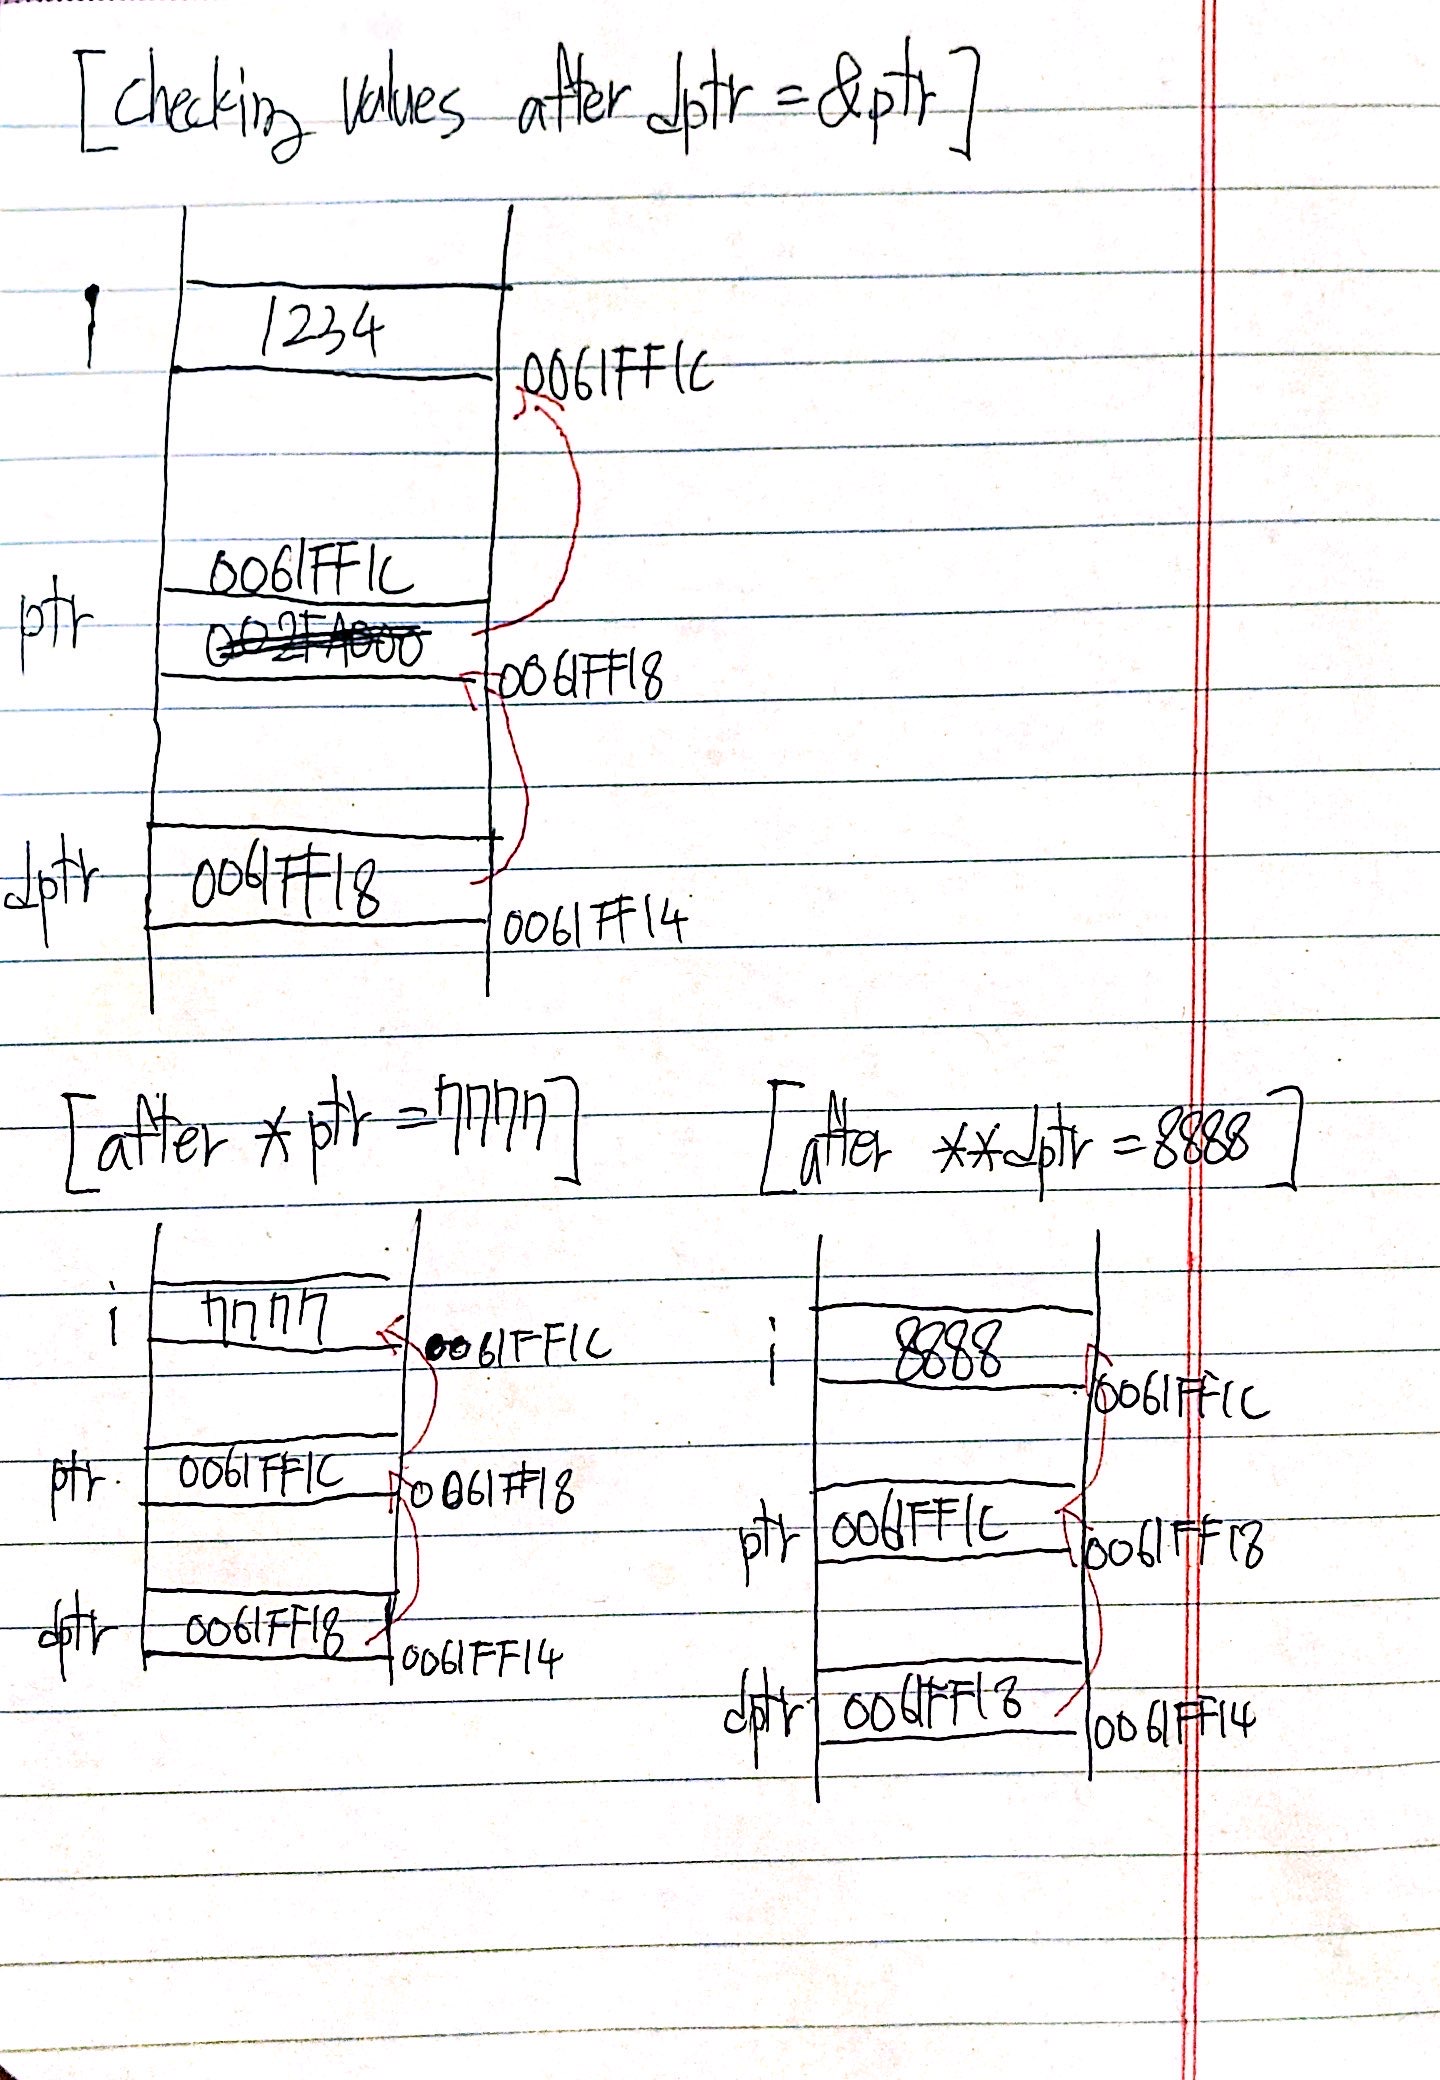 [checking values after dptr = &ptr]
i 1234
0061FF1C
0061FF1C
ptr 002FA000
0061FF18
dptr 0061FF18
0061FF14
[after *ptr = 7777]
i 7777 0061FF1C
ptr 0061FF1C 0061FF18
dptr 0061FF18 0061FF14
[after **dptr = 8888]
i 8888 0061FF1C
ptr 0061FF1C 0061FF18
dptr 0061FF18 0061FF14